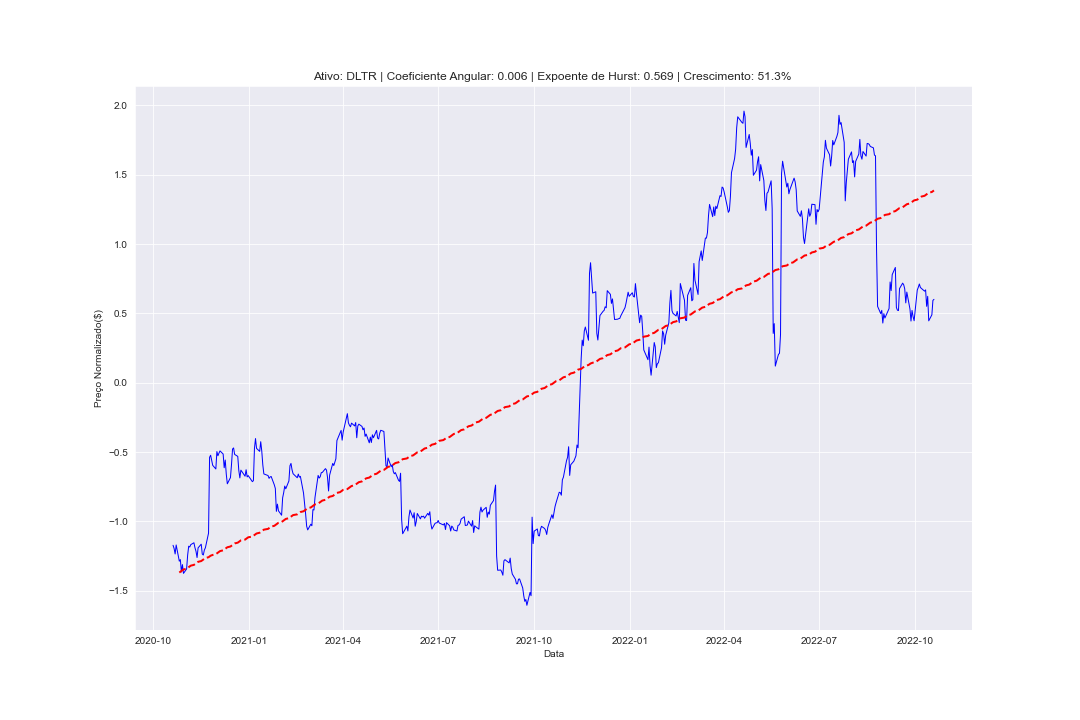 Ativo: DLTR | Coeficiente Angular: 0.006 | Expoente de Hurst: 0.569 | Crescimento: 51.3%
2.0
1.5
1.0
0.5
0.0
−0.5
−1.0
−1.5
Preço Normalizado($)
2020-10 2021-01 2021-04 2021-07 2021-10 2022-01 2022-04 2022-07 2022-10
Data